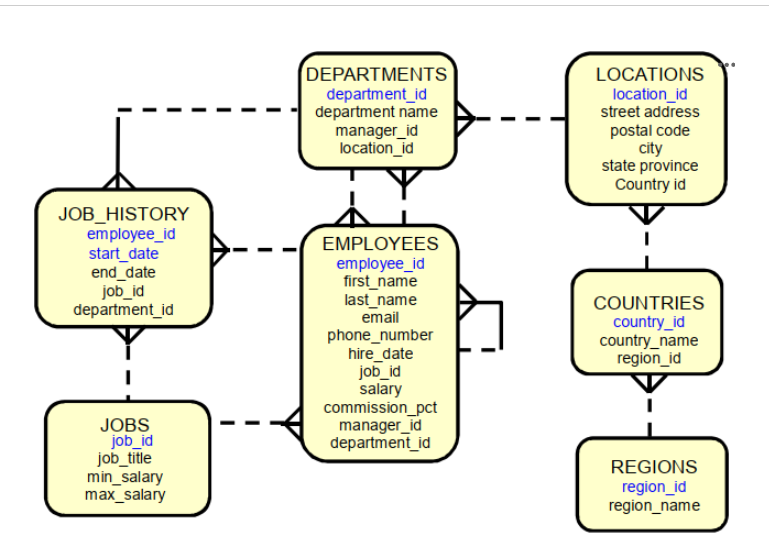 DEPARTMENTS
department_id
department name
manager_id
location_id
LOCATIONS
location_id
street address
postal code
city
state province
Country id
JOB_HISTORY
employee_id
start_date
end_date
job_id
department_id
EMPLOYEES
employee_id
first_name
last_name
email
phone_number
hire_date
job_id
salary
commission_pct
manager_id
department_id
COUNTRIES
country_id
country_name
region_id
JOBS
job_id
job_title
min_salary
max_salary
REGIONS
region_id
region_name